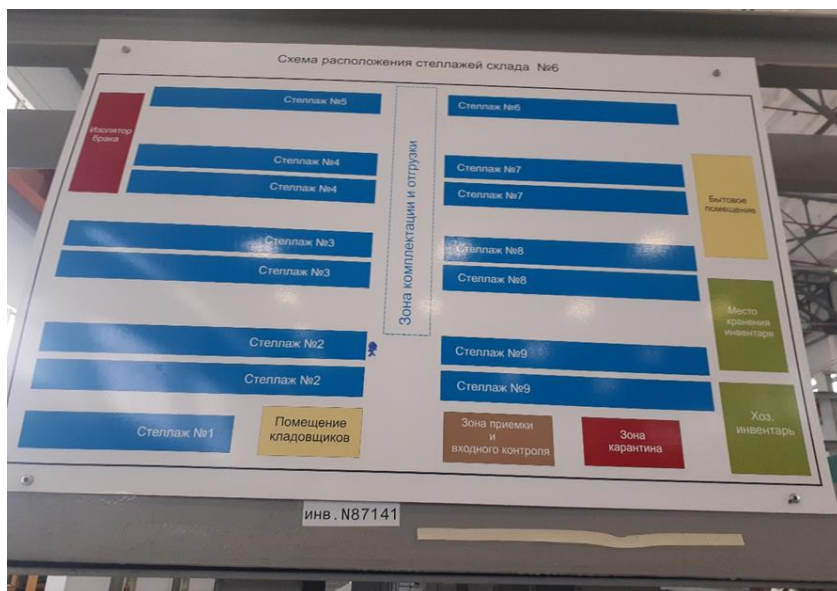 Схема расположения стеллажей склада №6
Изолятор
брака
Стеллаж №5
Стеллаж №4
Стеллаж №4
Стеллаж №3
Стеллаж №3
Стеллаж №2
Стеллаж №2
Стеллаж №1
Помещение
кладовщиков
Зона комплектации и отгрузки
Стеллаж №6
Стеллаж №7
Стеллаж №7
Стеллаж №8
Стеллаж №8
Стеллаж №9
Стеллаж №9
Зона приемки
и
входного контроля
Зона
карантина
Бытовое
помещение
Место
хранения
инвентаря
Хоз.
инвентарь
инв.N87141